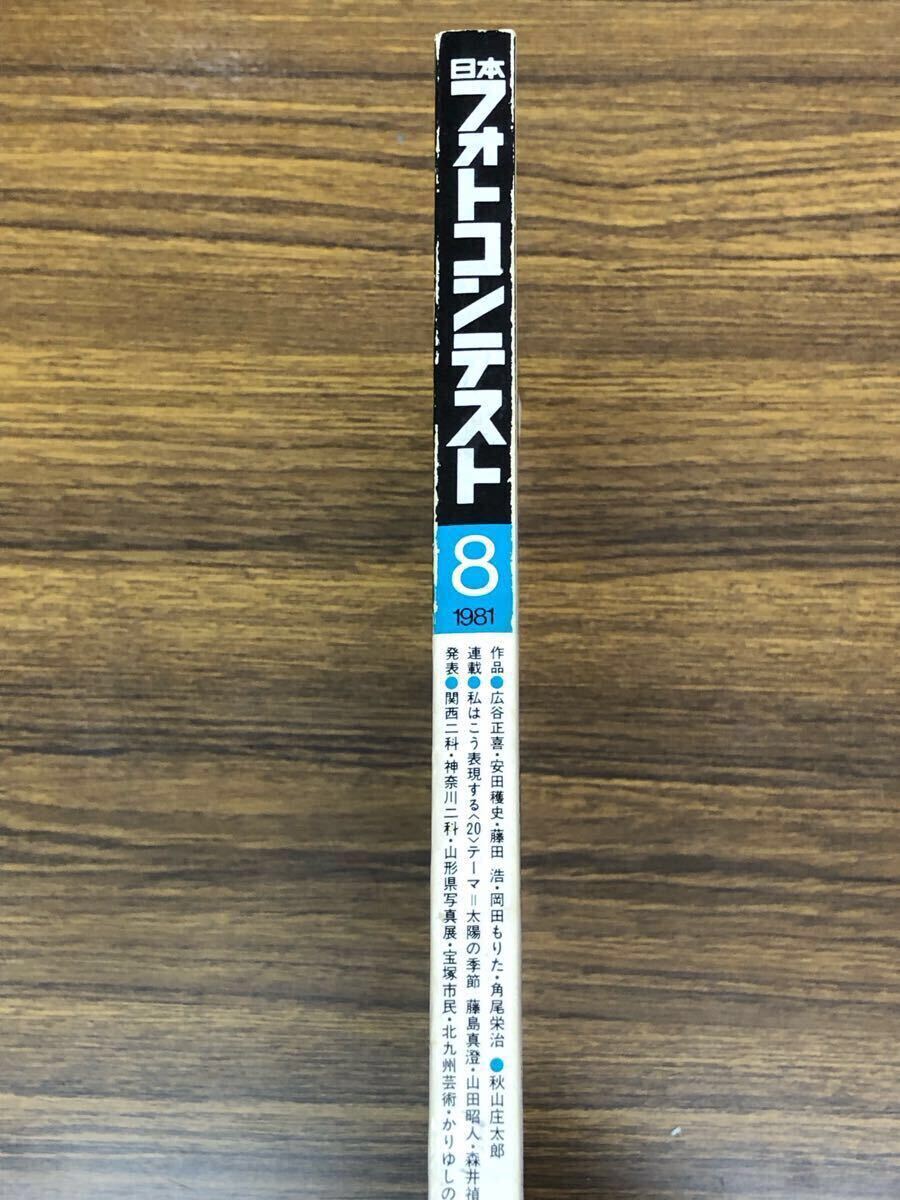 日本
フォトコンテスト
8
1981
作品●広谷正喜・安田穫史・藤田 浩・岡田もりた・角尾栄治 ●秋山庄太郎
連載●私はこう表現する〈20〉テーマ=太陽の季節 藤島真澄・山田昭人・森井禎
発表●関西二科・神奈川二科・山形県写真展・宝塚市民・北九州芸術・かりゆしの